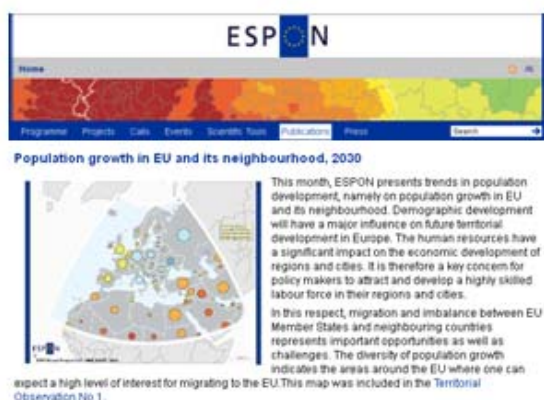 ESPON
Home
Programme Projects Calls Events Scientific Tools Publications Press Search
Population growth in EU and its neighbourhood, 2030
This month, ESPON presents trends in population
development, namely on population growth in EU
and its neighbourhood. Demographic development
will have a major influence on future territorial
development in Europe. The human resources have
a significant impact on the economic development of
regions and cities. It is therefore a key concern for
policy makers to attract and develop a highly skilled
labour force in their regions and cities.
In this respect, migration and imbalance between EU
Member States and neighbouring countries
represents important opportunities as well as
challenges. The diversity of population growth
indicates the areas around the EU where one can
expect a high level of interest for migrating to the EU.This map was included in the Territorial
Observation No 1.